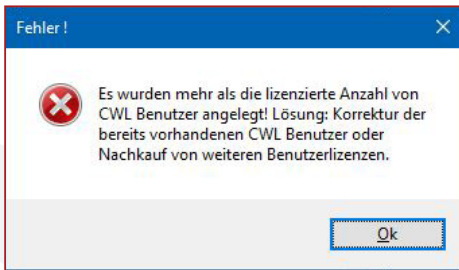 Fehler !
Es wurden mehr als die lizenzierte Anzahl von
CWL Benutzer angelegt! Lösung: Korrektur der
bereits vorhandenen CWL Benutzer oder
Nachkauf von weiteren Benutzerlizenzen.
Ok